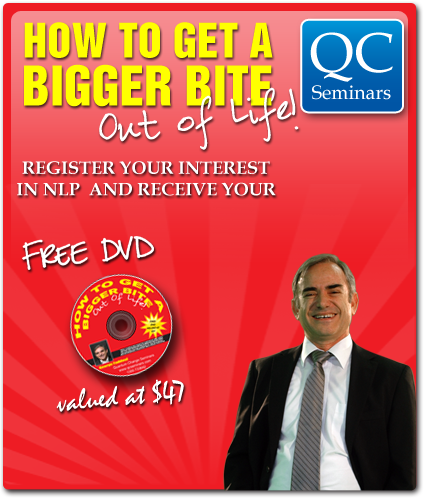 HOW TO GET A
BIGGER BITE
Out of Life!
QC
Seminars
REGISTER YOUR INTEREST
IN NLP AND RECEIVE YOUR
FREE DVD
HOW TO GET A
BIGGER BITE
Out Of Life!
valued at $47